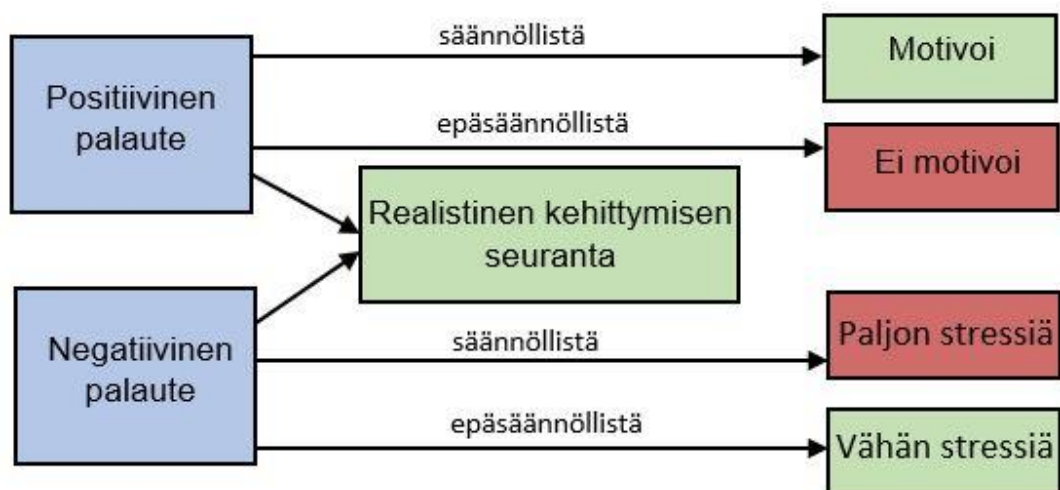 säännöllistä
Motivoi
Positiivinen
palaute
epäsäännöllistä
Ei motivoi
Realistinen kehittymisen
seuranta
Negatiivinen
palaute
säännöllistä
Paljon stressiä
epäsäännöllistä
Vähän stressiä